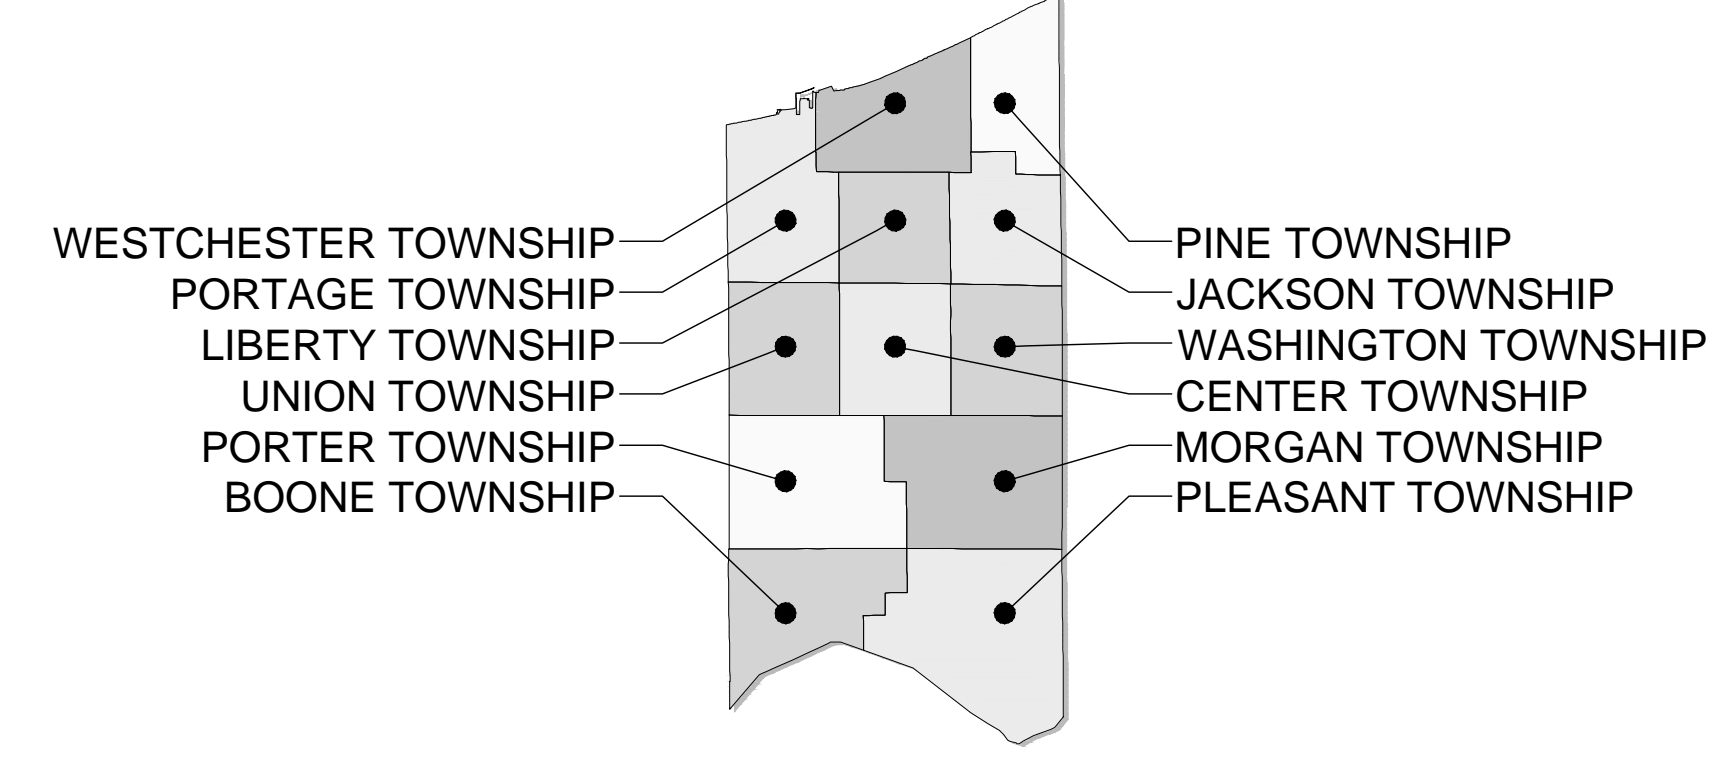 WESTCHESTER TOWNSHIP
PORTAGE TOWNSHIP
LIBERTY TOWNSHIP
UNION TOWNSHIP
PORTER TOWNSHIP
BOONE TOWNSHIP
PINE TOWNSHIP
JACKSON TOWNSHIP
WASHINGTON TOWNSHIP
CENTER TOWNSHIP
MORGAN TOWNSHIP
PLEASANT TOWNSHIP